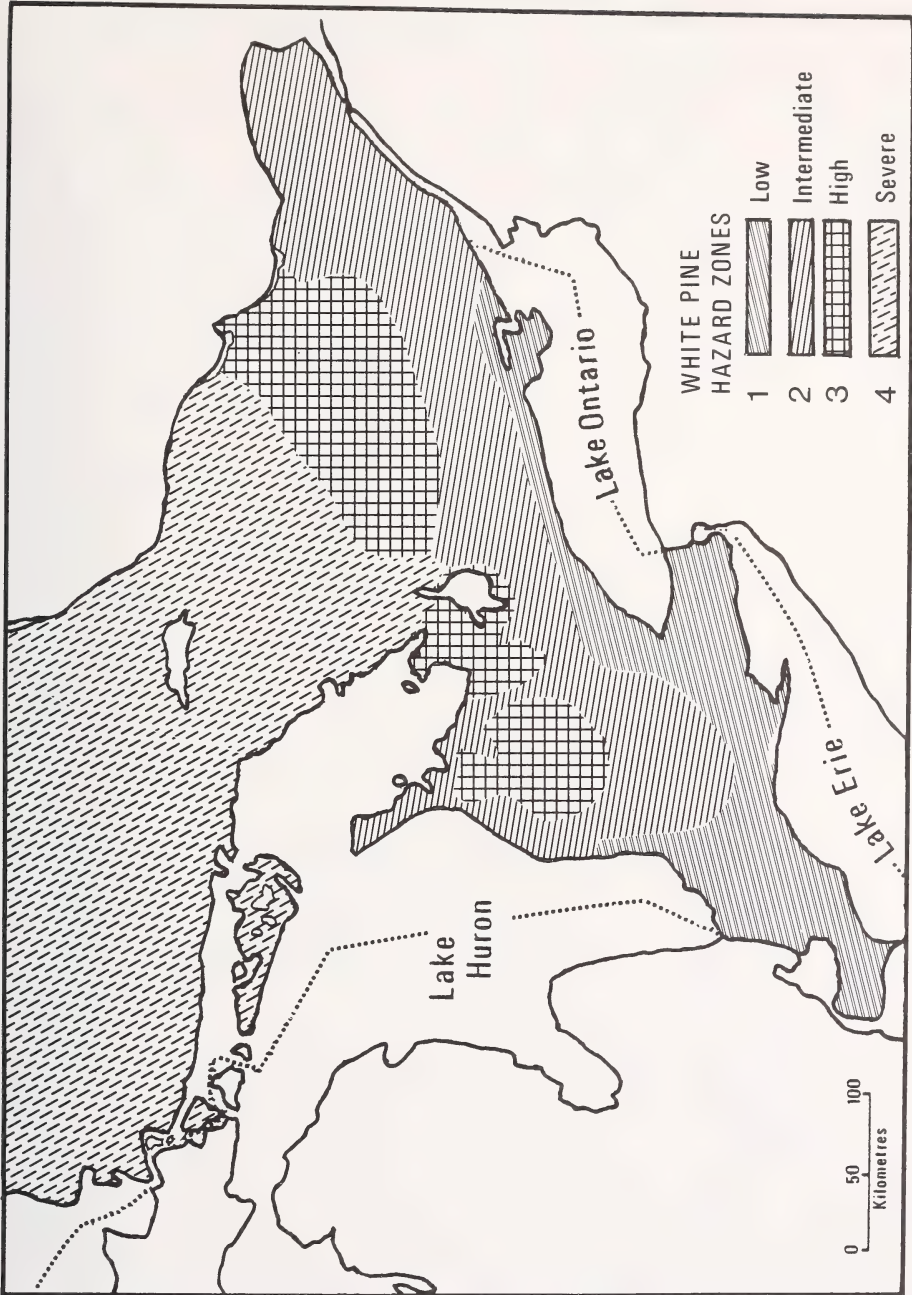 WHITE PINE
HAZARD ZONES
1 Low
2 Intermediate
3 High
4 Severe
Lake
Huron
Lake Ontario
Lake Erie
0 50 100
Kilometres